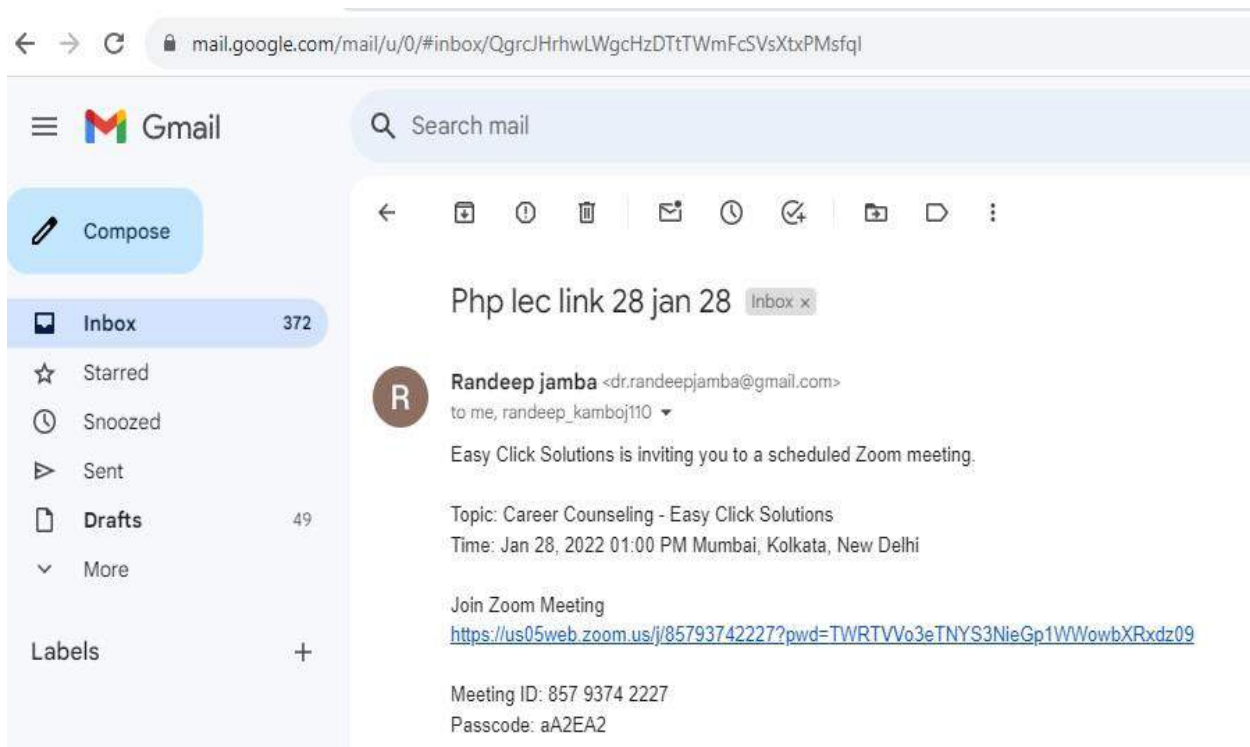 mail.google.com/mail/u/0/#inbox/QgrcJHrhwLWgcHzDTtTWmFcSVsXtxPMsfql
Gmail
Search mail
Compose
Php lec link 28 jan 28 Inbox x
Inbox 372
Starred
Snoozed
Sent
Drafts 49
More
Labels +
R
Randeep jamba <dr.randeepjamba@gmail.com>
to me, randeep_kamboj110
Easy Click Solutions is inviting you to a scheduled Zoom meeting.
Topic: Career Counseling - Easy Click Solutions
Time: Jan 28, 2022 01:00 PM Mumbai, Kolkata, New Delhi
Join Zoom Meeting
https://us05web.zoom.us/j/85793742227?pwd=TWRTVVo3eTNYS3NieGp1WWowbXRxdz09
Meeting ID: 857 9374 2227
Passcode: aA2EA2